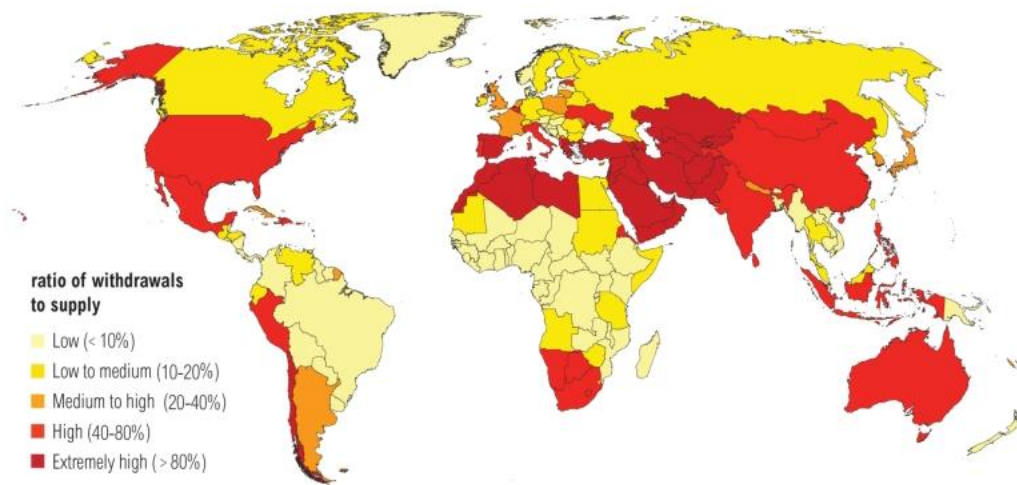 ratio of withdrawals
to supply
Low (< 10%)
Low to medium (10-20%)
Medium to high (20-40%)
High (40-80%)
Extremely high (> 80%)